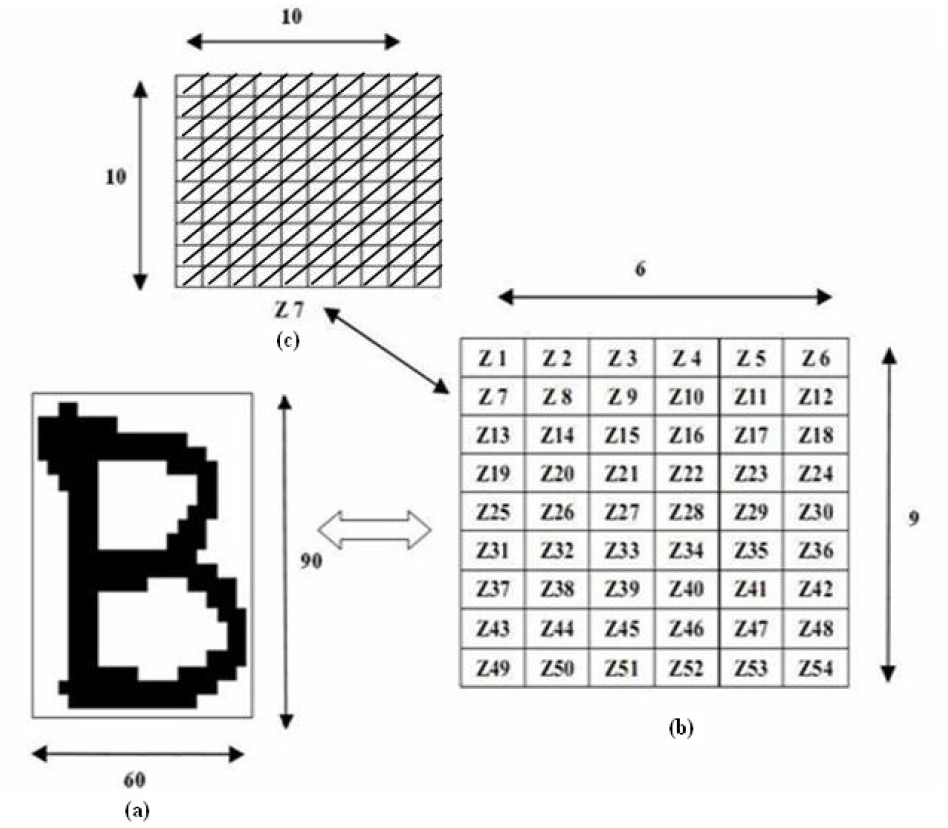 10
10
Z 7
(c)
6
Z 1 Z 2 Z 3 Z 4 Z 5 Z 6
Z 7 Z 8 Z 9 Z10 Z11 Z12
Z13 Z14 Z15 Z16 Z17 Z18
Z19 Z20 Z21 Z22 Z23 Z24
Z25 Z26 Z27 Z28 Z29 Z30
Z31 Z32 Z33 Z34 Z35 Z36
Z37 Z38 Z39 Z40 Z41 Z42
Z43 Z44 Z45 Z46 Z47 Z48
Z49 Z50 Z51 Z52 Z53 Z54
9
(b)
B
90
60
(a)